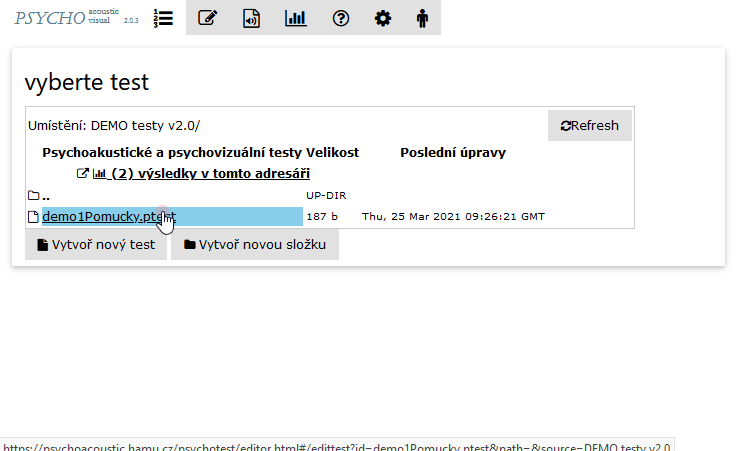 PSYCHO acoustic visual 2.0.3
vyberte test
Umístění: DEMO testy v2.0/ Refresh
Psychoakustické a psychovizuální testy Velikost Poslední úpravy
(2) výsledky v tomto adresáři
.. UP-DIR
demo1Pomucky.ptest 187 b Thu, 25 Mar 2021 09:26:21 GMT
Vytvoř nový test Vytvoř novou složku
https://psychoacoustic.hamu.cz/psychotest/editor.html#/edittest?id=demo1Pomucky.ptest&path=&source=DEMO testy v2.0